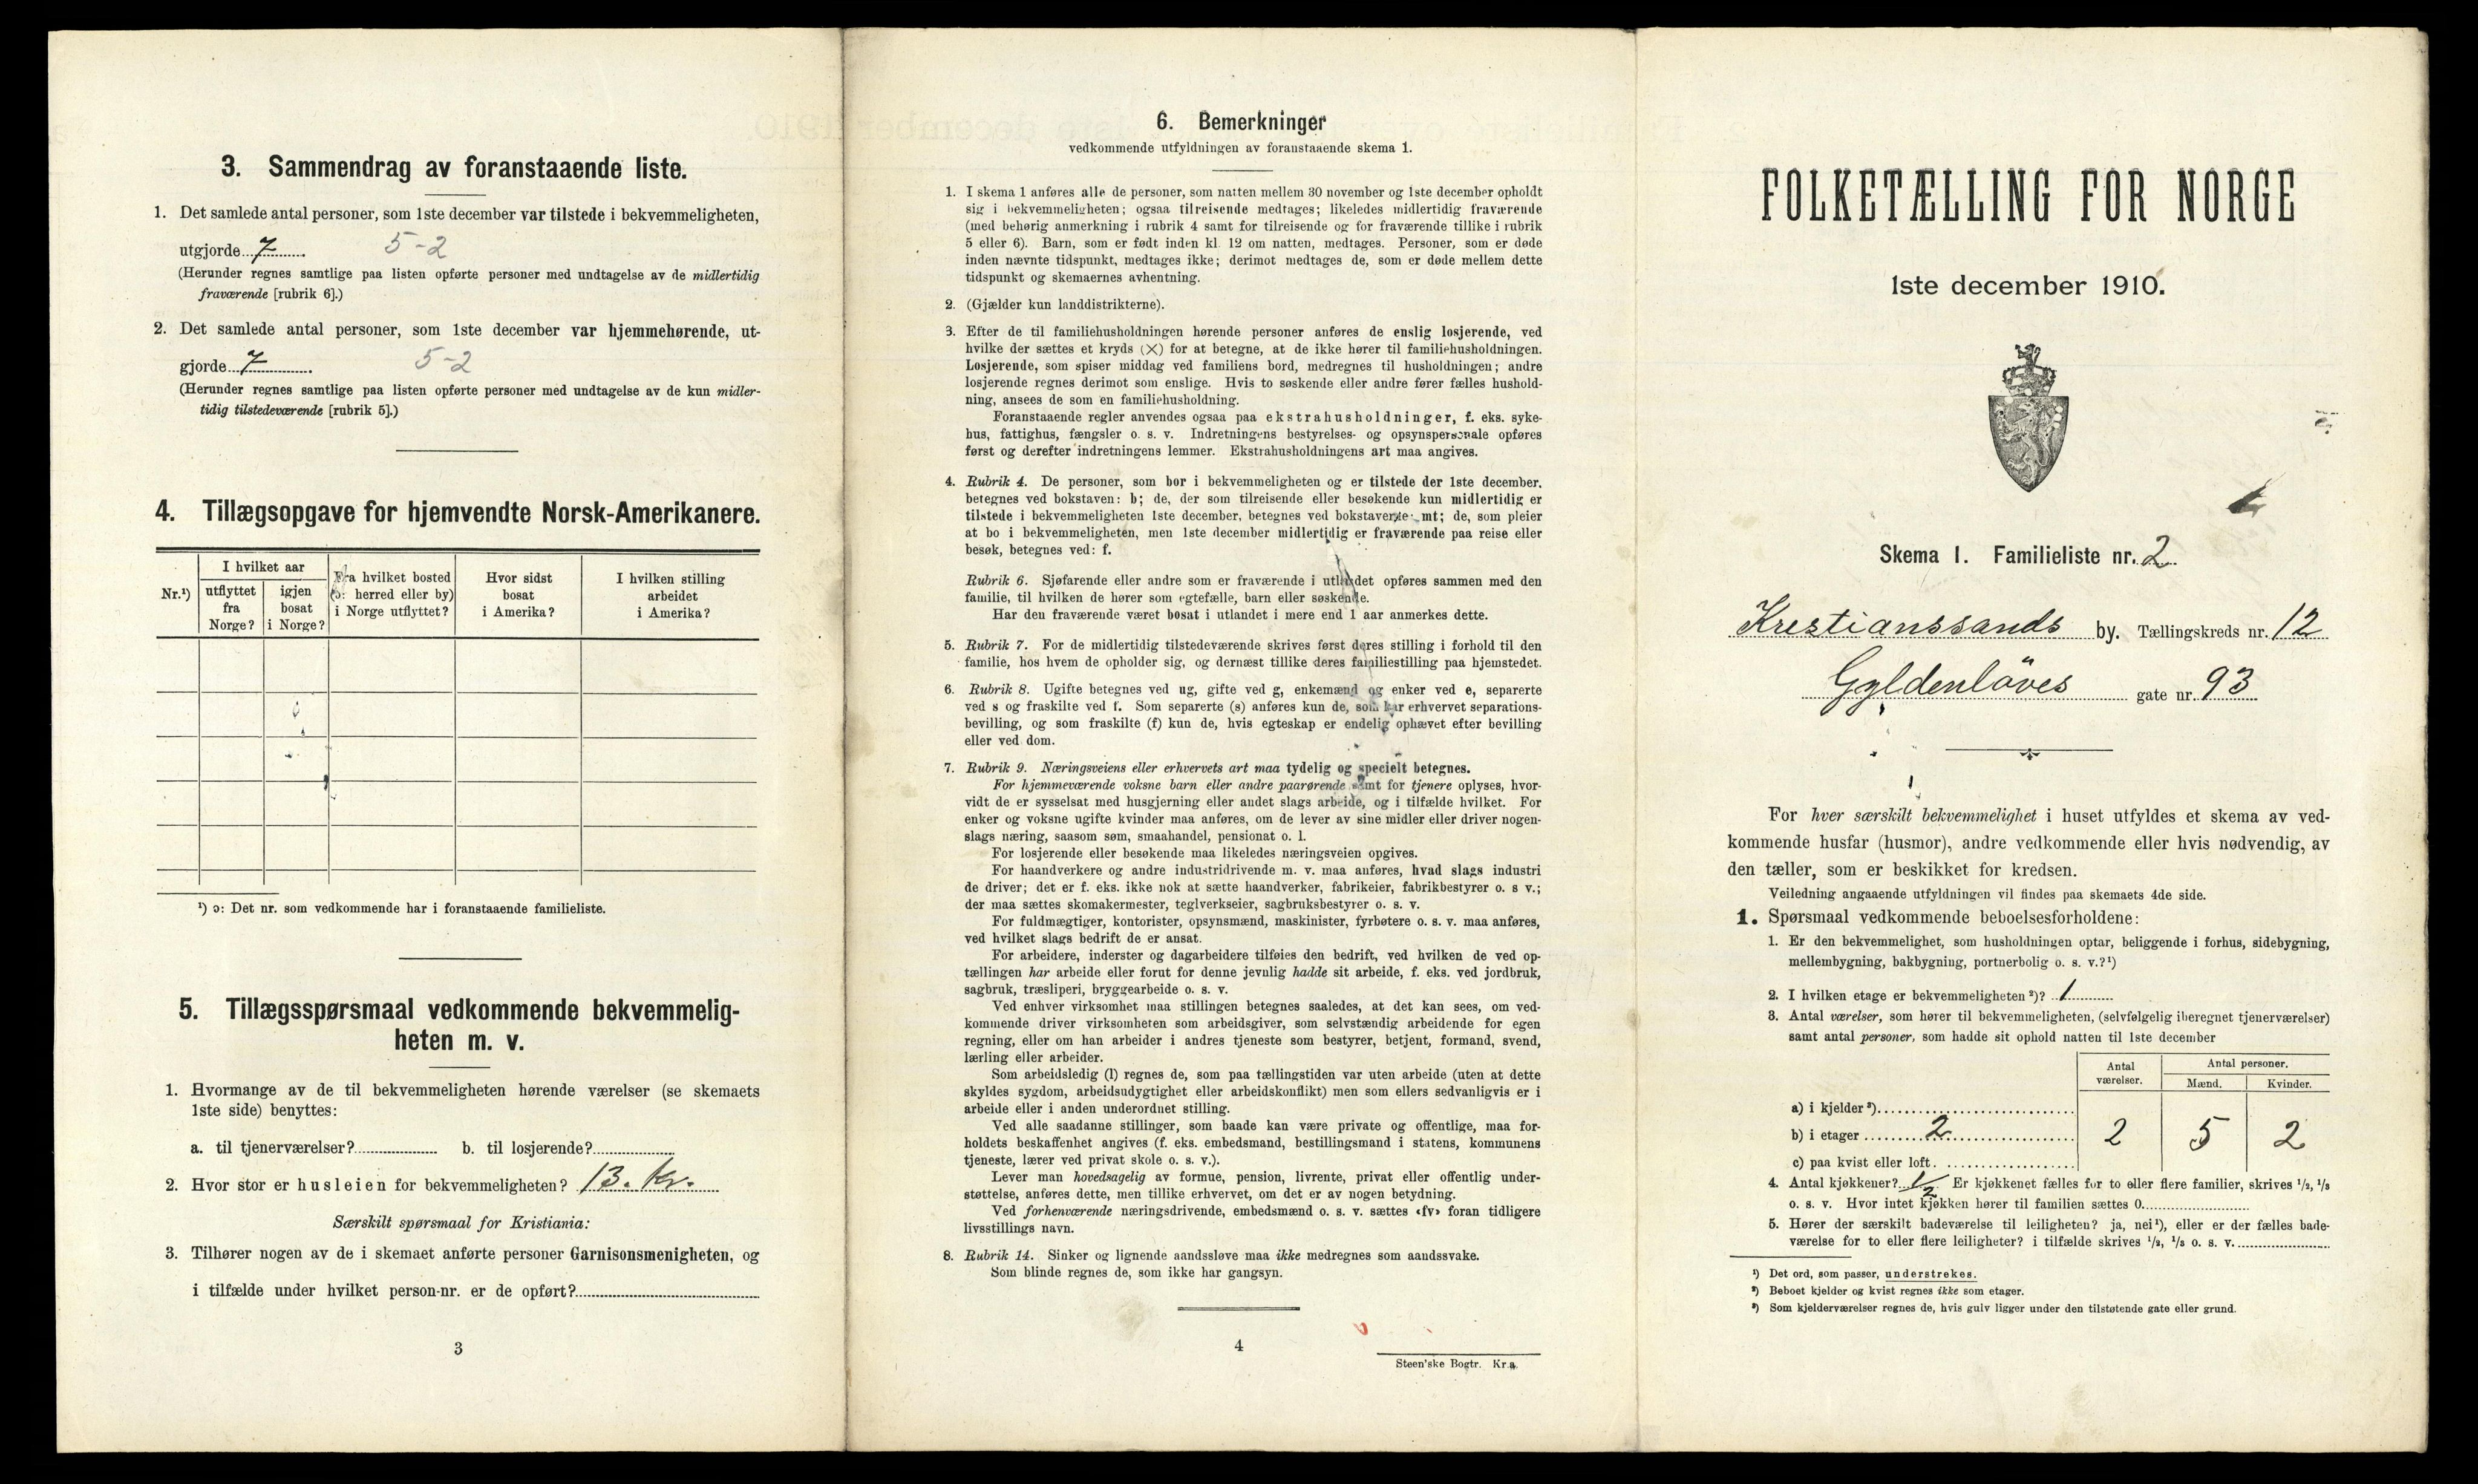 3. Sammendrag av foranstaaende liste.
1. Det samlede antal personer, som 1ste december var tilstede i bekvemmeligheten,
utgjorde 7 5-2
(Herunder regnes samtlige paa listen opførte personer med undtagelse av de midlertidig
fraværende [rubrik 6].)
2. Det samlede antal personer, som 1ste december var hjemmehørende, ut-
gjorde 7 5-2
(Herunder regnes samtlige paa listen opførte personer med undtagelse av de kun midler-
tidig tilstedeværende [rubrik 5].)
4. Tillægsopgave for hjemvendte Norsk-Amerikanere.
Nr.¹)
I hvilket aar
utflyttet
fra
Norge?
igjen
bosat
i Norge?
Fra hvilket bosted
(ɔ: herred eller by)
i Norge utflyttet?
Hvor sidst
bosat
i Amerika?
I hvilken stilling
arbeidet
i Amerika?
¹) ɔ: Det nr. som vedkommende har i foranstaaende familieliste.
5. Tillægsspørsmaal vedkommende bekvemmelig-
heten m. v.
1. Hvormange av de til bekvemmeligheten hørende værelser (se skemaets
1ste side) benyttes:
a. til tjenerværelser? b. til losjerende?
2. Hvor stor er husleien for bekvemmeligheten? 13. Kr.
Særskilt spørsmaal for Kristiania:
3. Tilhører nogen av de i skemaet anførte personer Garnisonsmenigheten, og
i tilfælde under hvilket person-nr. er de opført?
3
6. Bemerkninger
vedkommende utfyldningen av foranstaaende skema 1.
1. I skema 1 anføres alle de personer, som natten mellem 30 november og 1ste december opholdt
sig i bekvemmeligheten; ogsaa tilreisende medtages; likeledes midlertidig fraværende
(med behørig anmerkning i rubrik 4 samt for tilreisende og for fraværende tillike i rubrik
5 eller 6). Barn, som er født inden kl. 12 om natten, medtages. Personer, som er døde
inden nævnte tidspunkt, medtages ikke; derimot medtages de, som er døde mellem dette
tidspunkt og skemaernes avhentning.
2. (Gjælder kun landdistrikterne).
3. Efter de til familiehusholdningen hørende personer anføres de enslig losjerende, ved
hvilke der sættes et kryds (×) for at betegne, at de ikke hører til familiehusholdningen.
Losjerende, som spiser middag ved familiens bord, medregnes til husholdningen; andre
losjerende regnes derimot som enslige. Hvis to søskende eller andre fører fælles hushold-
ning, ansees de som en familiehusholdning.
Foranstaaende regler anvendes ogsaa paa ekstrahusholdninger, f. eks. syke-
hus, fattighus, fængsler o. s. v. Indretningens bestyrelses- og opsynspersonale opføres
først og derefter indretningens lemmer. Ekstrahusholdningens art maa angives.
4. Rubrik 4. De personer, som bor i bekvemmeligheten og er tilstede der 1ste december,
betegnes ved bokstaven: b; de, der som tilreisende eller besøkende kun midlertidig er
tilstede i bekvemmeligheten 1ste december, betegnes ved bokstaverne: mt; de, som pleier
at bo i bekvemmeligheten, men 1ste december midlertidig er fraværende paa reise eller
besøk, betegnes ved: f.
Rubrik 6. Sjøfarende eller andre som er fraværende i utlandet opføres sammen med den
familie, til hvilken de hører som egtefælle, barn eller søskende.
Har den fraværende været bosat i utlandet i mere end 1 aar anmerkes dette.
5. Rubrik 7. For de midlertidig tilstedeværende skrives først deres stilling i forhold til den
familie, hos hvem de opholder sig, og dernæst tillike deres familiestilling paa hjemstedet.
6. Rubrik 8. Ugifte betegnes ved ug, gifte ved g, enkemænd og enker ved e, separerte
ved s og fraskilte ved f. Som separerte (s) anføres kun de, som har erhvervet separations-
bevilling, og som fraskilte (f) kun de, hvis egteskap er endelig ophævet efter bevilling
eller ved dom.
7. Rubrik 9. Næringsveiens eller erhvervets art maa tydelig og specielt betegnes.
For hjemmeværende voksne barn eller andre paarørende samt for tjenere oplyses, hvor-
vidt de er sysselsat med husgjerning eller andet slags arbeide, og i tilfælde hvilket. For
enker og voksne ugifte kvinder maa anføres, om de lever av sine midler eller driver nogen-
slags næring, saasom søm, smaahandel, pensionat o. l.
For losjerende eller besøkende maa likeledes næringsveien opgives.
For haandverkere og andre industridrivende m. v. maa anføres, hvad slags industri
de driver; det er f. eks. ikke nok at sætte haandverker, fabrikeier, fabrikbestyrer o. s v.;
der maa sættes skomakermester, teglverkseier, sagbruksbestyrer o. s. v.
For fuldmægtiger, kontorister, opsynsmænd, maskinister, fyrbøtere o. s. v. maa anføres,
ved hvilket slags bedrift de er ansat.
For arbeidere, inderster og dagarbeidere tilføies den bedrift, ved hvilken de ved op-
tællingen har arbeide eller forut for denne jevnlig hadde sit arbeide, f. eks. ved jordbruk,
sagbruk, træsliperi, bryggearbeide o. s. v.
Ved enhver virksomhet maa stillingen betegnes saaledes, at det kan sees, om ved-
kommende driver virksomheten som arbeidsgiver, som selvstændig arbeidende for egen
regning, eller om han arbeider i andres tjeneste som bestyrer, betjent, formand, svend,
lærling eller arbeider.
Som arbeidsledig (l) regnes de, som paa tællingstiden var uten arbeide (uten at dette
skyldes sygdom, arbeidsudygtighet eller arbeidskonflikt) men som ellers sedvanligvis er i
arbeide eller i anden underordnet stilling.
Ved alle saadanne stillinger, som baade kan være private og offentlige, maa for-
holdets beskaffenhet angives (f. eks. embedsmand, bestillingsmand i statens, kommunens
tjeneste, lærer ved privat skole o. s. v.).
Lever man hovedsagelig av formue, pension, livrente, privat eller offentlig under-
støttelse, anføres dette, men tillike erhvervet, om det er av nogen betydning.
Ved forhenværende næringsdrivende, embedsmænd o. s. v. sættes «fv» foran tidligere
livsstillings navn.
8. Rubrik 14. Sinker og lignende aandssløve maa ikke medregnes som aandssvake.
Som blinde regnes de, som ikke har gangsyn.
4
Steen'ske Bogtr. Kr.a.
FOLKETÆLLING FOR NORGE
1ste december 1910.
Skema 1. Familieliste nr. 2
Krestianssands by. Tællingskreds nr. 12
Gyldenløves gate nr. 93
For hver særskilt bekvemmelighet i huset utfyldes et skema av ved-
kommende husfar (husmor), andre vedkommende eller hvis nødvendig, av
den tæller, som er beskikket for kredsen.
Veiledning angaaende utfyldningen vil findes paa skemaets 4de side.
1. Spørsmaal vedkommende beboelsesforholdene:
1. Er den bekvemmelighet, som husholdningen optar, beliggende i forhus, sidebygning,
mellembygning, bakbygning, portnerbolig o. s. v.?¹)
2. I hvilken etage er bekvemmeligheten²)? 1
3. Antal værelser, som hører til bekvemmeligheten, (selvfølgelig iberegnet tjenerværelser)
samt antal personer, som hadde sit ophold natten til 1ste december
Antal
værelser.
Antal personer.
Mænd. Kvinder.
a) i kjelder³)
b) i etager 2 2 5 2
c) paa kvist eller loft.
4. Antal kjøkkener? 1/2 Er kjøkkenet fælles for to eller flere familier, skrives ¹/₂, ¹/₃
o. s. v. Hvor intet kjøkken hører til familien sættes 0.
5. Hører der særskilt badeværelse til leiligheten? ja, nei¹), eller er der fælles bade-
værelse for to eller flere leiligheter? i tilfælde skrives ¹/₂, ¹/₃ o. s. v.
¹) Det ord, som passer, understrekes.
²) Beboet kjelder og kvist regnes ikke som etager.
³) Som kjelderværelser regnes de, hvis gulv ligger under den tilstøtende gate eller grund.